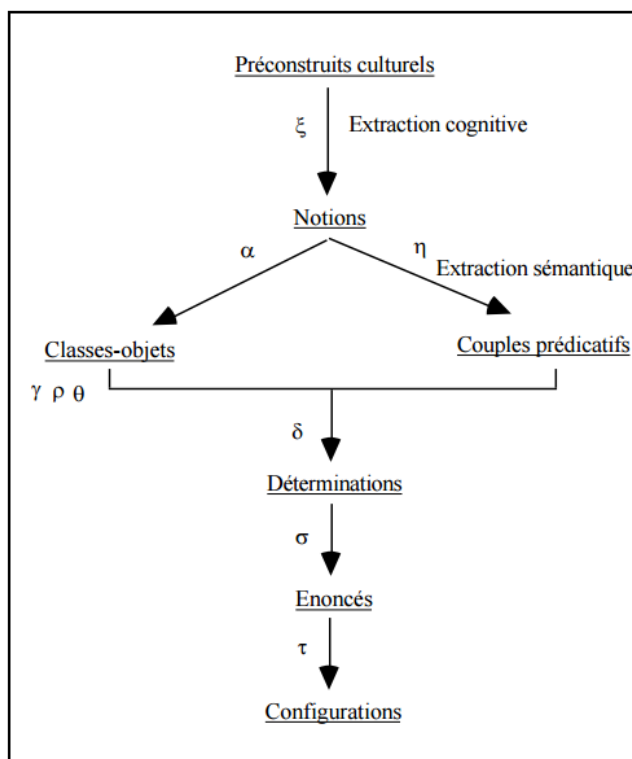 Préconstruits culturels
ξ Extraction cognitive
Notions
α η
Extraction sémantique
Classes-objets Couples prédicatifs
γ ρ θ
δ
Déterminations
σ
Enoncés
τ
Configurations